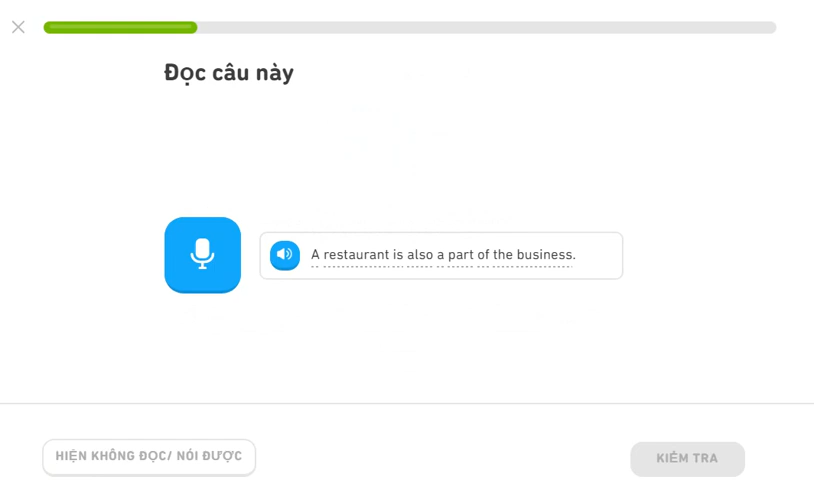 Đọc câu này
A restaurant is also a part of the business.
HIỆN KHÔNG ĐỌC/ NÓI ĐƯỢC
KIỂM TRA